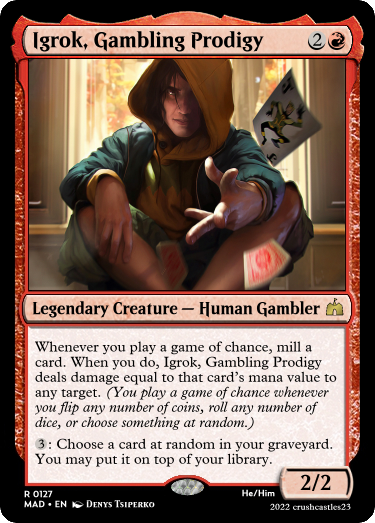 Igrok, Gambling Prodigy 2
Legendary Creature — Human Gambler
Whenever you play a game of chance, mill a
card. When you do, Igrok, Gambling Prodigy
deals damage equal to that card's mana value to
any target. (You play a game of chance whenever
you flip any number of coins, roll any number of
dice, or choose something at random.)
3: Choose a card at random in your graveyard.
You may put it on top of your library.
2/2
R 0127
MAD • EN Denys Tsiperko
He/Him
2022 crushcastles23